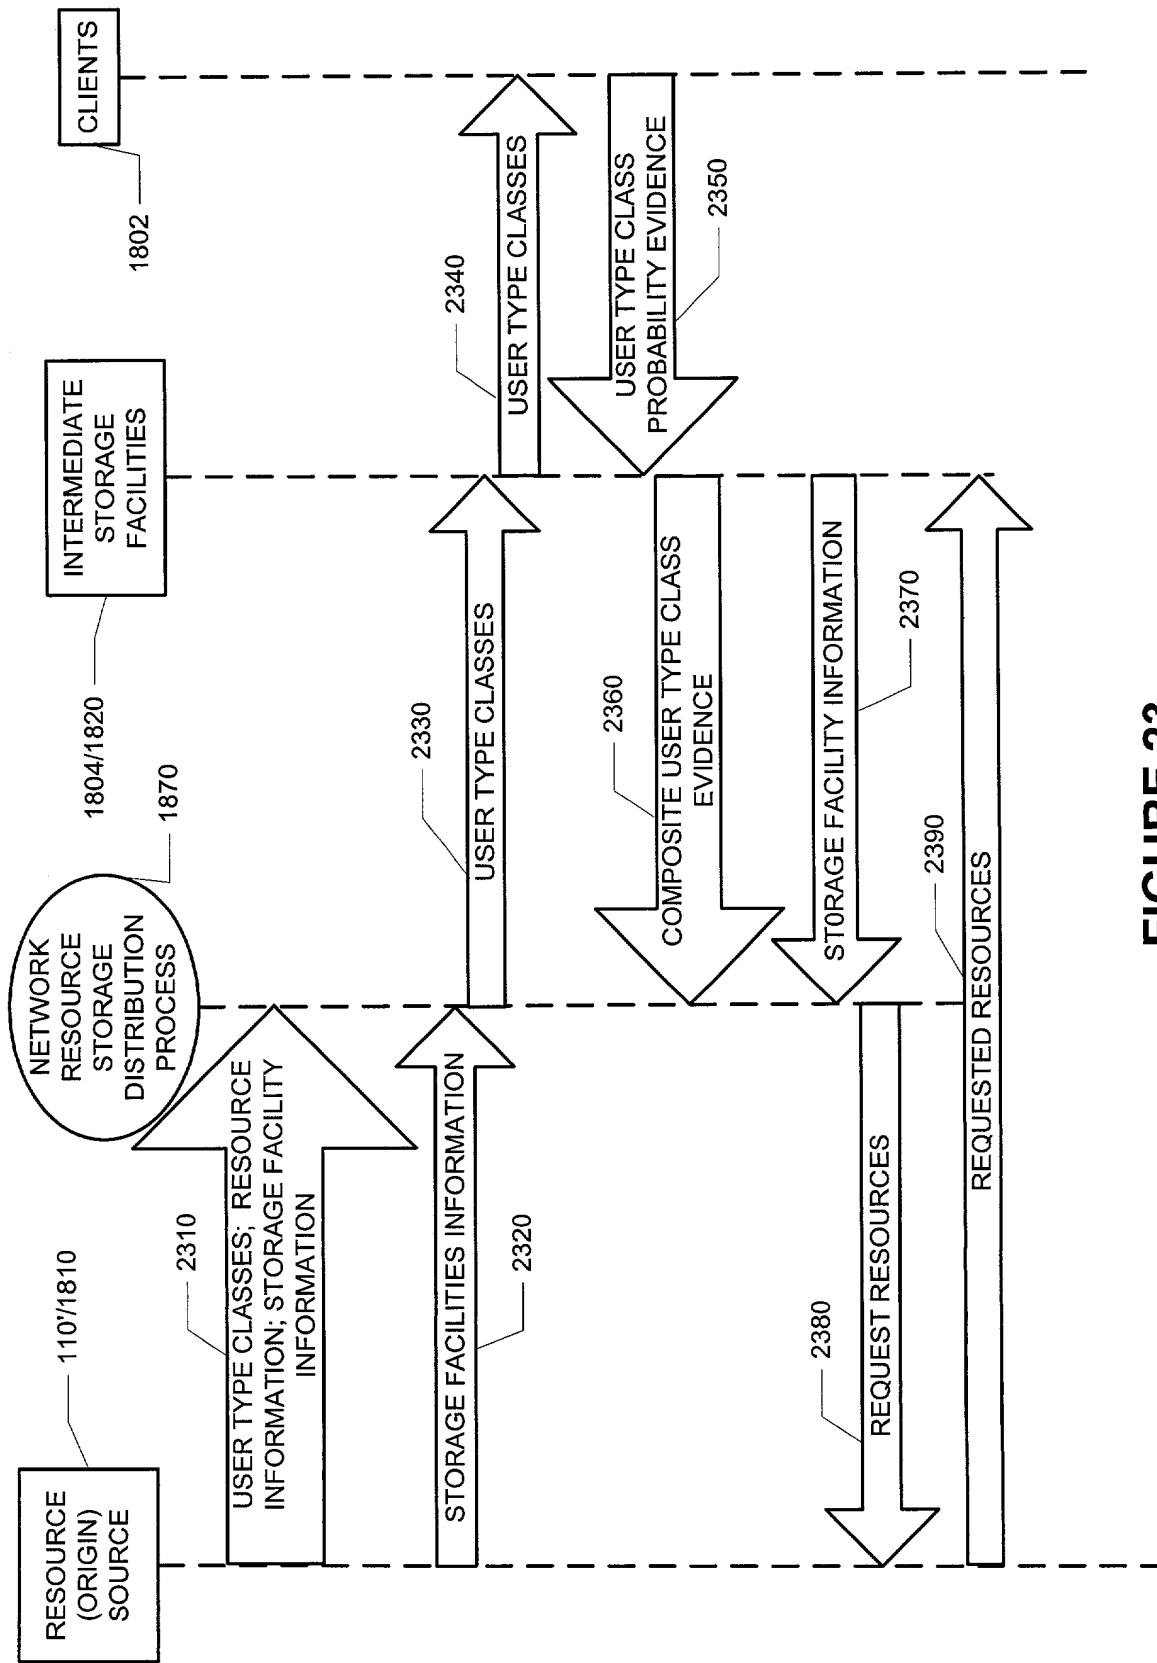 RESOURCE
(ORIGIN)
SOURCE
110'/1810
NETWORK
RESOURCE
STORAGE
DISTRIBUTION
PROCESS
1870
INTERMEDIATE
STORAGE
FACILITIES
1804/1820
CLIENTS
1802
2310
USER TYPE CLASSES; RESOURCE
INFORMATION; STORAGE FACILITY
INFORMATION
STORAGE FACILITIES INFORMATION
2320
2330
USER TYPE CLASSES
2340
USER TYPE CLASSES
USER TYPE CLASS
PROBABILITY EVIDENCE
2350
2360
COMPOSITE USER TYPE CLASS
EVIDENCE
ST0RAGE FACILITY INFORMATION
2370
2380
REQUEST RESOURCES
2390
REQUESTED RESOURCES
FIGURE 23